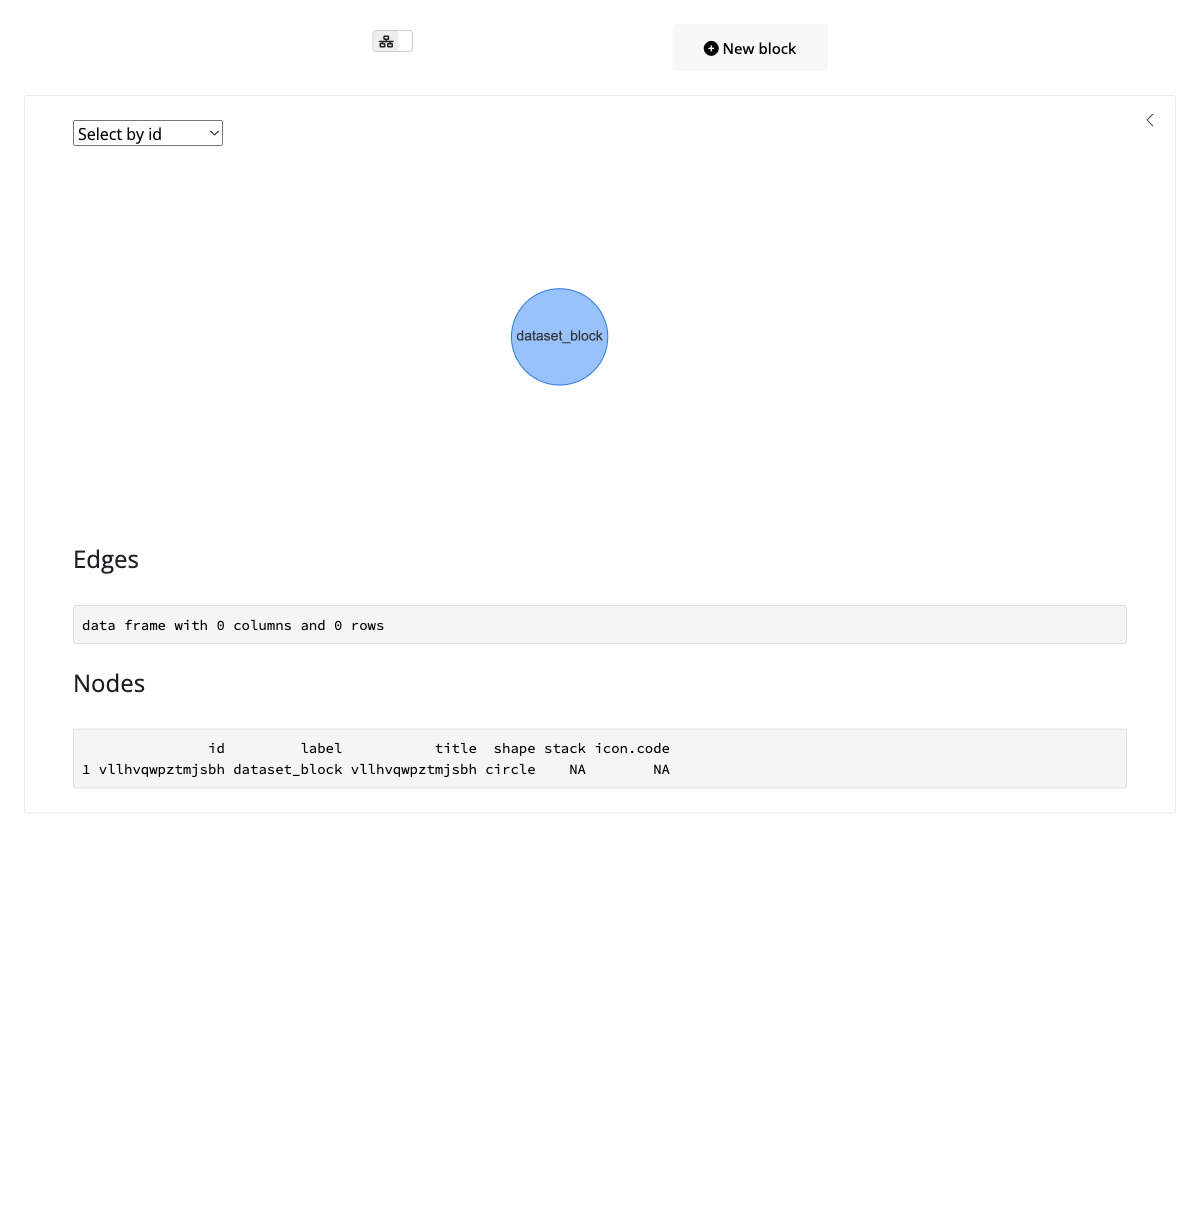 New block
Select by id
dataset_block
Edges
data frame with 0 columns and 0 rows
Nodes
id label title shape stack icon.code
1 vllhvqwpztmjsbh dataset_block vllhvqwpztmjsbh circle NA NA